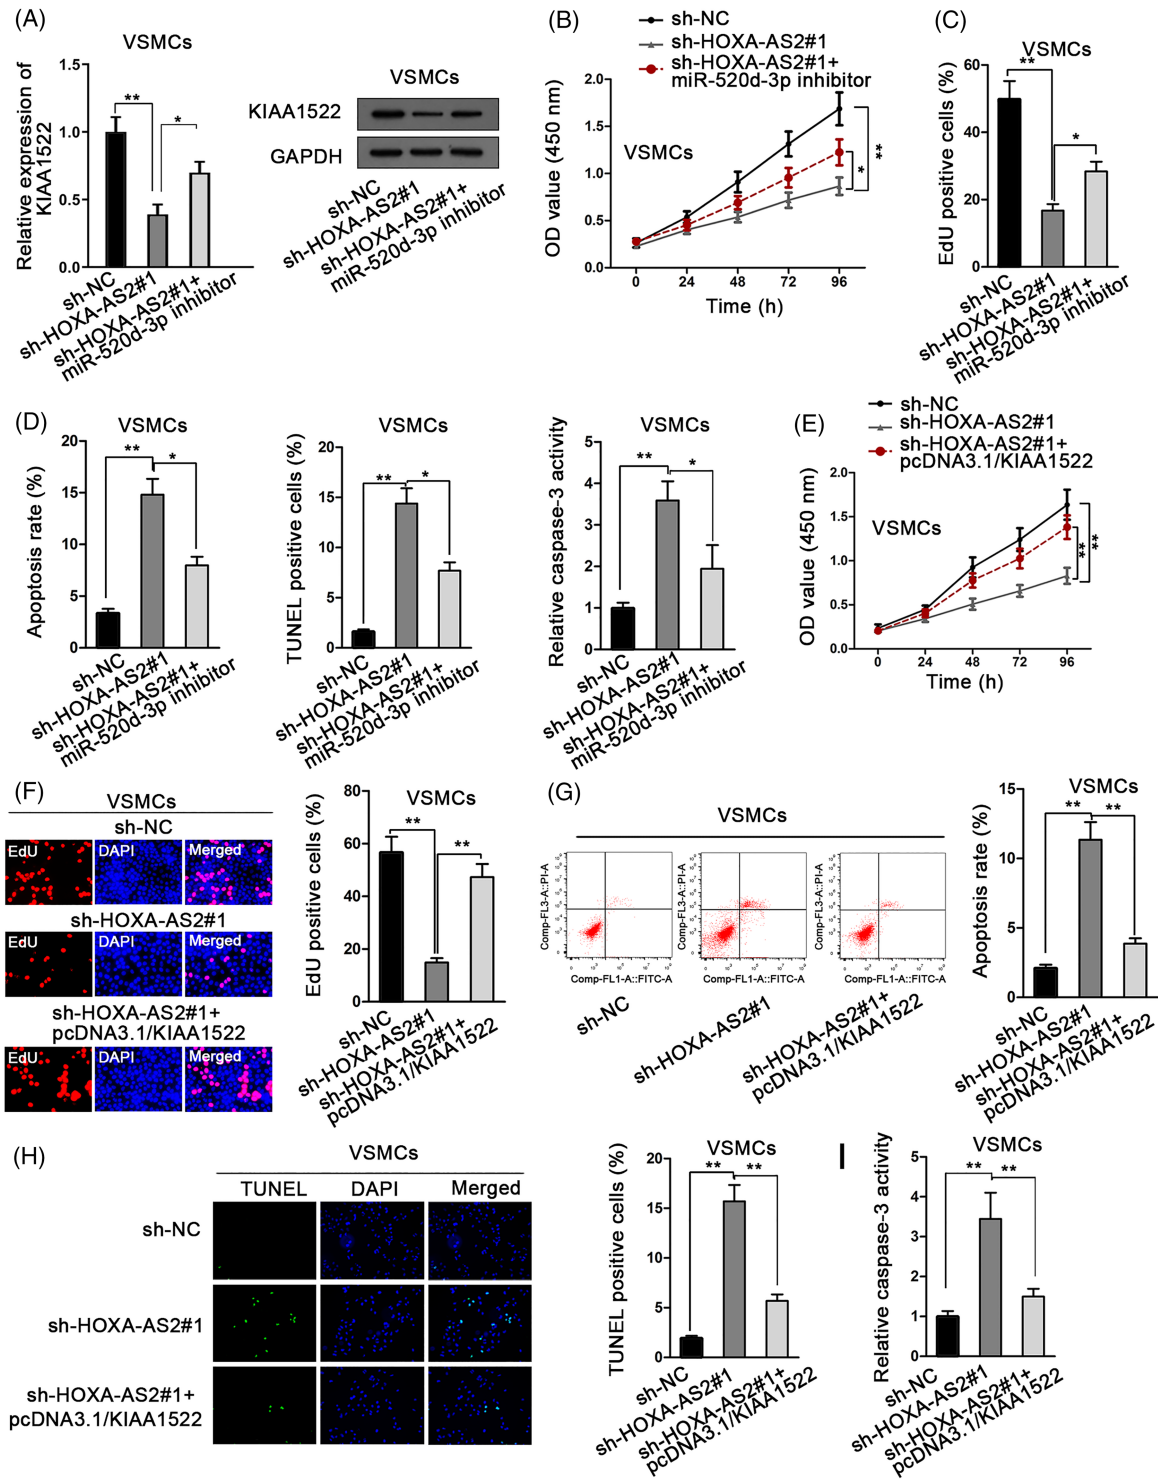 (A)
VSMCs
Relative expression of
KIAA1522
1.5
1.0
0.5
0.0
**
*
sh-NC
sh-HOXA-AS2#1
sh-HOXA-AS2#1+
miR-520d-3p inhibitor
VSMCs
KIAA1522
GAPDH
sh-NC
sh-HOXA-AS2#1
sh-HOXA-AS2#1+
miR-520d-3p inhibitor
(B)
sh-NC
sh-HOXA-AS2#1
sh-HOXA-AS2#1+
miR-520d-3p inhibitor
VSMCs
OD value (450 nm)
2.0
1.5
1.0
0.5
0.0
*
**
0 24 48 72 96
Time (h)
(C)
VSMCs
EdU positive cells (%)
60
40
20
0
**
*
sh-NC
sh-HOXA-AS2#1
sh-HOXA-AS2#1+
miR-520d-3p inhibitor
(D)
VSMCs
Apoptosis rate (%)
20
15
10
5
0
**
*
sh-NC
sh-HOXA-AS2#1
sh-HOXA-AS2#1+
miR-520d-3p inhibitor
VSMCs
TUNEL positive cells (%)
20
15
10
5
0
**
*
sh-NC
sh-HOXA-AS2#1
sh-HOXA-AS2#1+
miR-520d-3p inhibitor
VSMCs
Relative caspase-3 activity
5
4
3
2
1
0
**
*
sh-NC
sh-HOXA-AS2#1
sh-HOXA-AS2#1+
miR-520d-3p inhibitor
(E)
sh-NC
sh-HOXA-AS2#1
sh-HOXA-AS2#1+
pcDNA3.1/KIAA1522
VSMCs
OD value (450 nm)
2.0
1.5
1.0
0.5
0.0
**
**
0 24 48 72 96
Time (h)
(F)
VSMCs
sh-NC
EdU DAPI Merged
sh-HOXA-AS2#1
EdU DAPI Merged
sh-HOXA-AS2#1+
pcDNA3.1/KIAA1522
EdU DAPI Merged
VSMCs
EdU positive cells (%)
80
60
40
20
0
**
**
sh-NC
sh-HOXA-AS2#1
sh-HOXA-AS2#1+
pcDNA3.1/KIAA1522
(G)
VSMCs
Comp-FL3-A::PI-A
Comp-FL1-A::FITC-A
Comp-FL3-A::PI-A
Comp-FL1-A::FITC-A
Comp-FL3-A::PI-A
Comp-FL1-A::FITC-A
sh-NC
sh-HOXA-AS2#1
sh-HOXA-AS2#1+
pcDNA3.1/KIAA1522
VSMCs
Apoptosis rate (%)
15
10
5
0
**
**
sh-NC
sh-HOXA-AS2#1
sh-HOXA-AS2#1+
pcDNA3.1/KIAA1522
(H)
VSMCs
TUNEL DAPI Merged
sh-NC
sh-HOXA-AS2#1
sh-HOXA-AS2#1+
pcDNA3.1/KIAA1522
VSMCs
TUNEL positive cells (%)
20
15
10
5
0
**
**
sh-NC
sh-HOXA-AS2#1
sh-HOXA-AS2#1+
pcDNA3.1/KIAA1522
I
VSMCs
Relative caspase-3 activity
5
4
3
2
1
0
**
**
sh-NC
sh-HOXA-AS2#1
sh-HOXA-AS2#1+
pcDNA3.1/KIAA1522